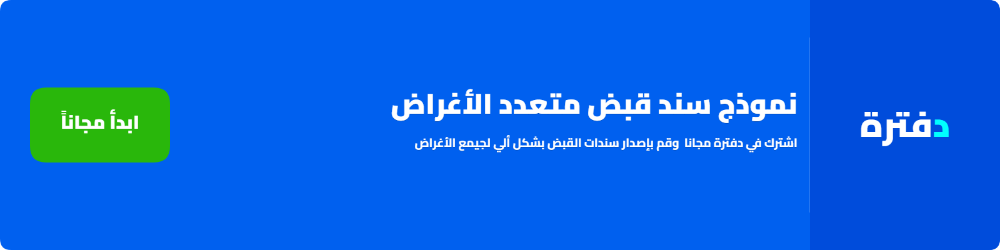 دفترة
نموذج سند قبض متعدد الأغراض
اشترك في دفترة مجانا وقم بإصدار سندات القبض بشكل ألي لجيمع الأغراض
ابدأ مجاناً